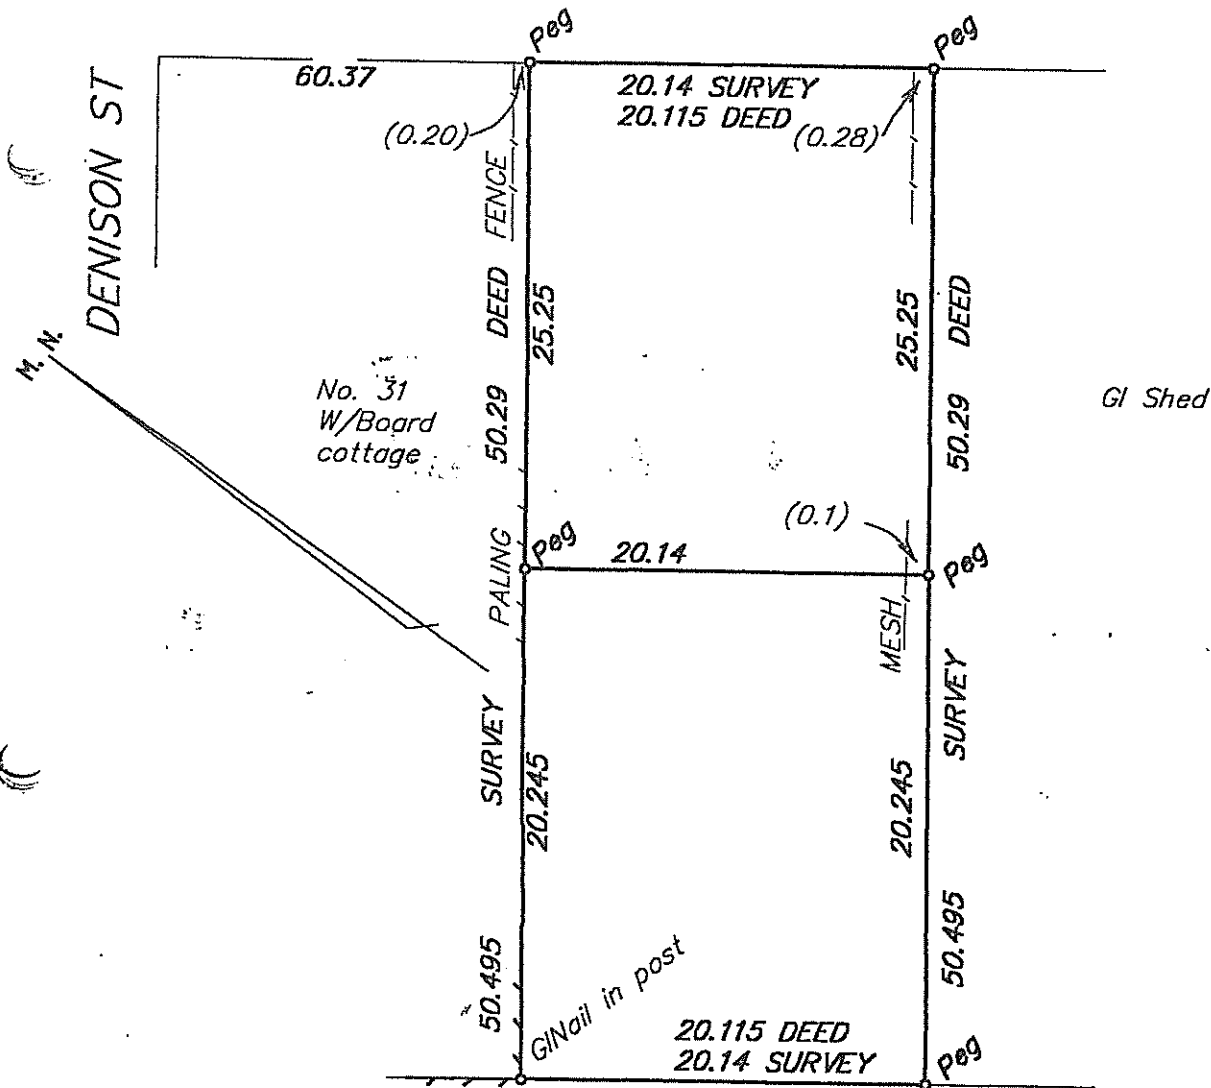 Peg
Peg
60.37
20.14 SURVEY
20.115 DEED
(0.20)
(0.28)
DENISON ST
FENCE
DEED
25.25
50.29
25.25
DEED
50.29
M. N.
No. 31
W/Board
cottage
GI Shed
(0.1)
Peg
20.14
Peg
PALING
MESH
SURVEY
20.245
20.245
SURVEY
50.495
50.495
GINail in post
20.115 DEED
20.14 SURVEY
Peg